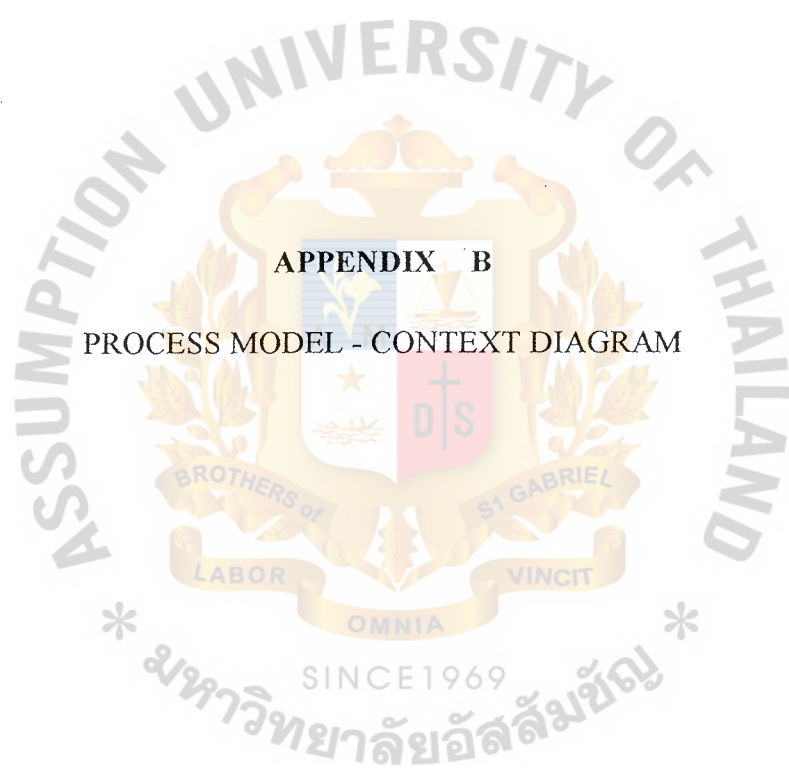 ASSUMPTION UNIVERSITY OF THAILAND
APPENDIX B
PROCESS MODEL - CONTEXT DIAGRAM
D S
BROTHERS of ST GABRIEL
LABOR VINCIT
OMNIA
SINCE1969
* มหาวิทยาลัยอัสสัมชัญ *